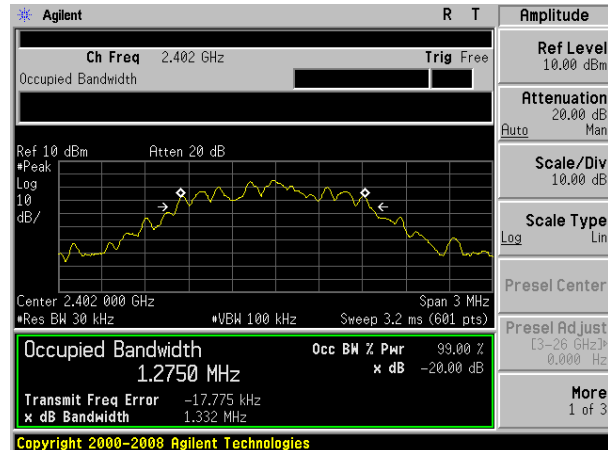 Agilent R T
Amplitude
Ch Freq 2.402 GHz Trig Free
Occupied Bandwidth
Ref Level
10.00 dBm
Attenuation
20.00 dB
Auto Man
Scale/Div
10.00 dB
Scale Type
Log Lin
Presel Center
Presel Adjust
[3-26 GHz]
0.000 Hz
More
1 of 3
Ref 10 dBm Atten 20 dB
#Peak
Log
10
dB/
Center 2.402 000 GHz Span 3 MHz
#Res BW 30 kHz #VBW 100 kHz Sweep 3.2 ms (601 pts)
Occupied Bandwidth Occ BW % Pwr 99.00 %
1.2750 MHz x dB -20.00 dB
Transmit Freq Error -17.775 kHz
x dB Bandwidth 1.332 MHz
Copyright 2000-2008 Agilent Technologies